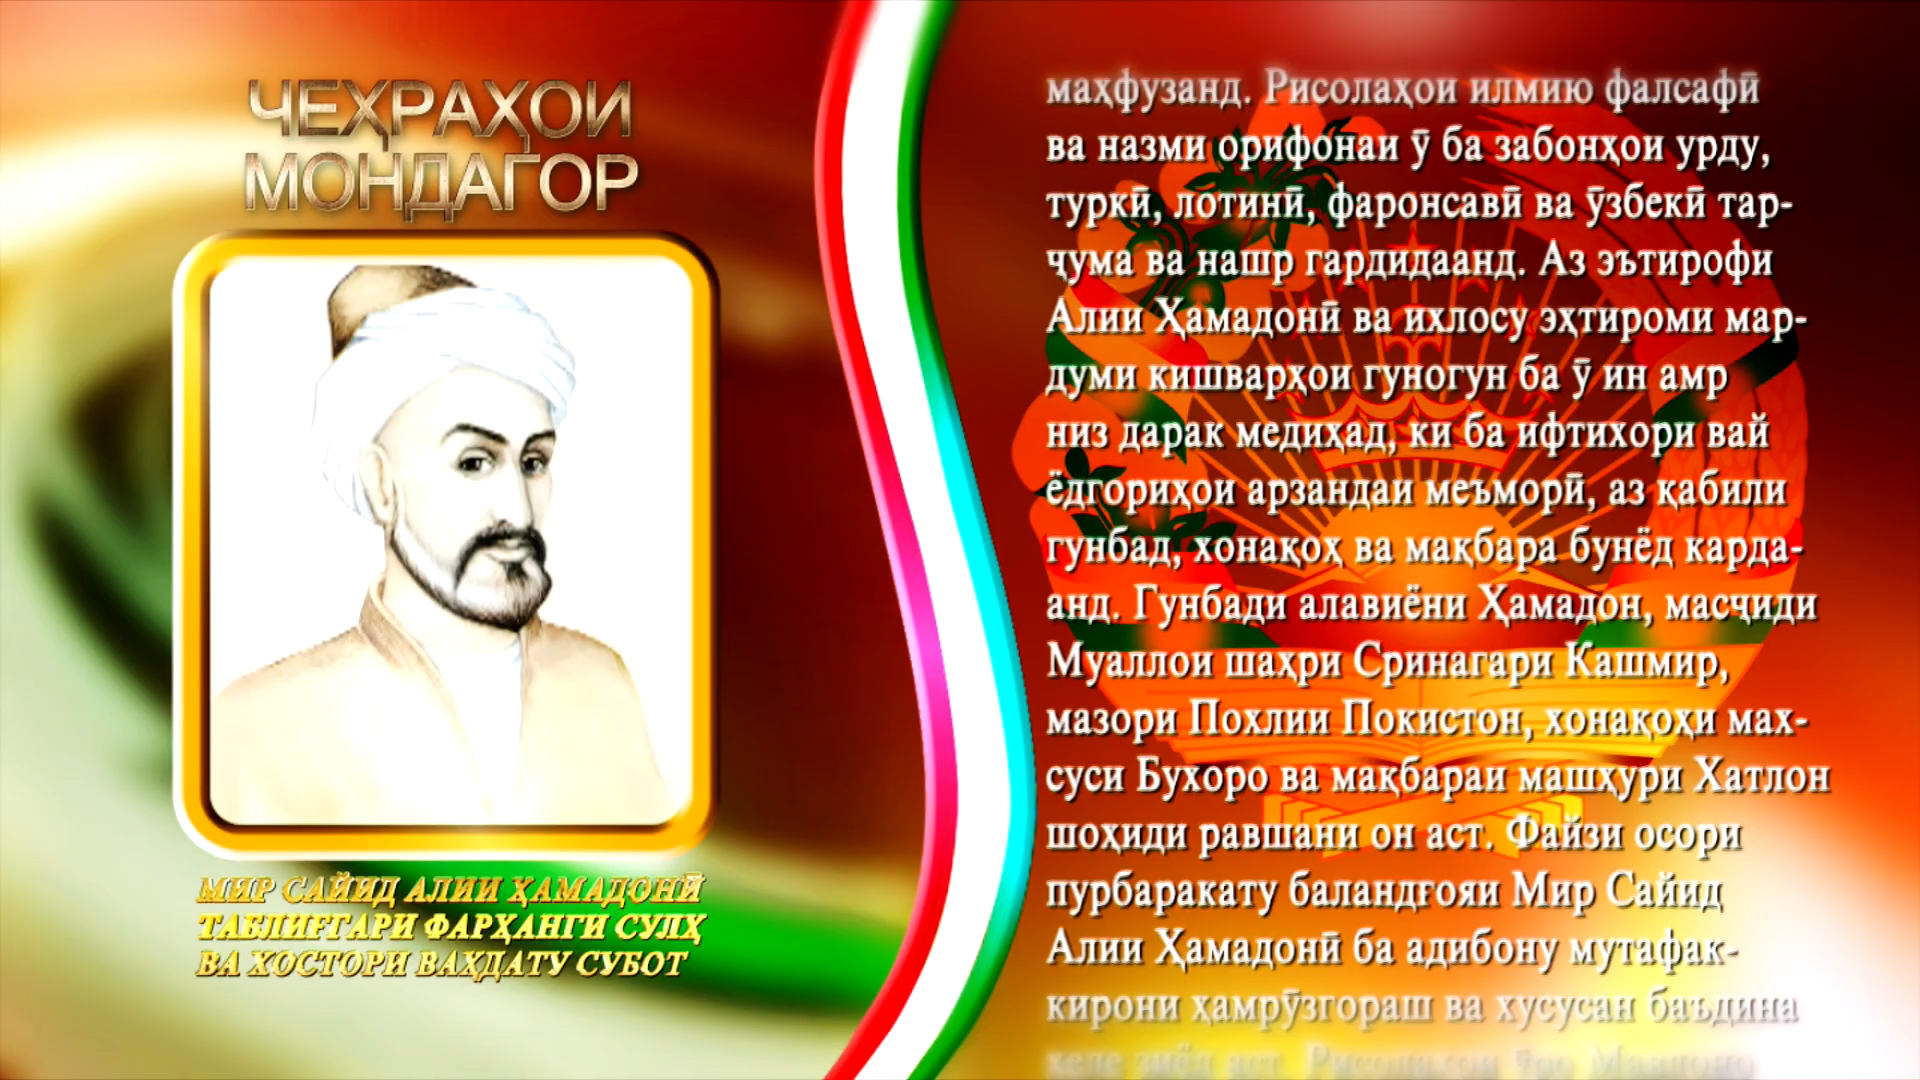 ЧЕҲРАҲОИ
МОНДАГОР
МИР САЙИД АЛИИ ҲАМАДОНӢ
ТАБЛИҒГАРИ ФАРҲАНГИ СУЛҲ
ВА ХОСТОРИ ВАҲДАТУ СУБОТ
маҳфузанд. Рисолаҳои илмию фалсафӣ
ва назми орифонаи ӯ ба забонҳои урду,
туркӣ, лотинӣ, фаронсавӣ ва ӯзбекӣ тар-
ҷума ва нашр гардидаанд. Аз эътирофи
Алии Ҳамадонӣ ва ихлосу эҳтироми мар-
думи кишварҳои гуногун ба ӯ ин амр
низ дарак медиҳад, ки ба ифтихори вай
ёдгориҳои арзандаи меъморӣ, аз қабили
гунбад, хонақоҳ ва мақбара бунёд карда-
анд. Гунбади алавиёни Ҳамадон, масҷиди
Муаллои шаҳри Сринагари Кашмир,
мазори Похлии Покистон, хонақоҳи мах-
суси Бухоро ва мақбараи машҳури Хатлон
шоҳиди равшани он аст. Файзи осори
пурбаракату баландғояи Мир Сайид
Алии Ҳамадонӣ ба адибону мутафак-
кирони ҳамрӯзгораш ва хусусан баъдина
хеле зиёд аст. Рисолаҳои